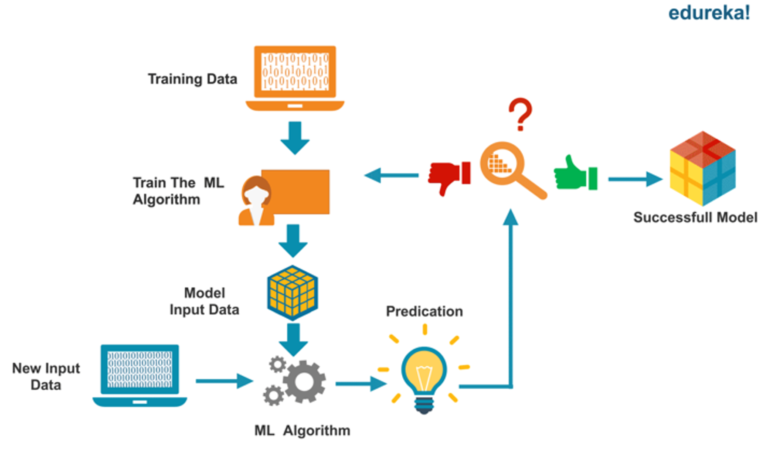 edureka!
Training Data
Train The ML
Algorithm
Model
Input Data
New Input
Data
ML Algorithm
Predication
Successfull Model
?